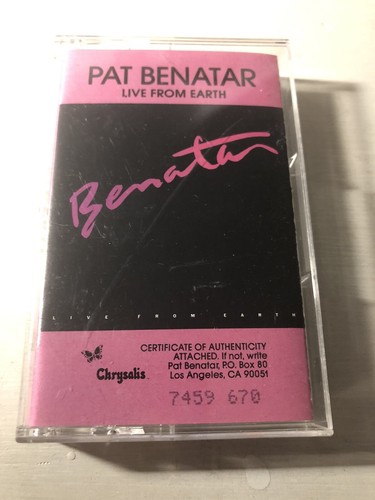 PAT BENATAR
LIVE FROM EARTH
Benatar
LIVE FROM EARTH
CERTIFICATE OF AUTHENTICITY
ATTACHED. If not, write
Pat Benatar, P.O. Box 80
Los Angeles, CA 90051
Chrysalis
7459 670